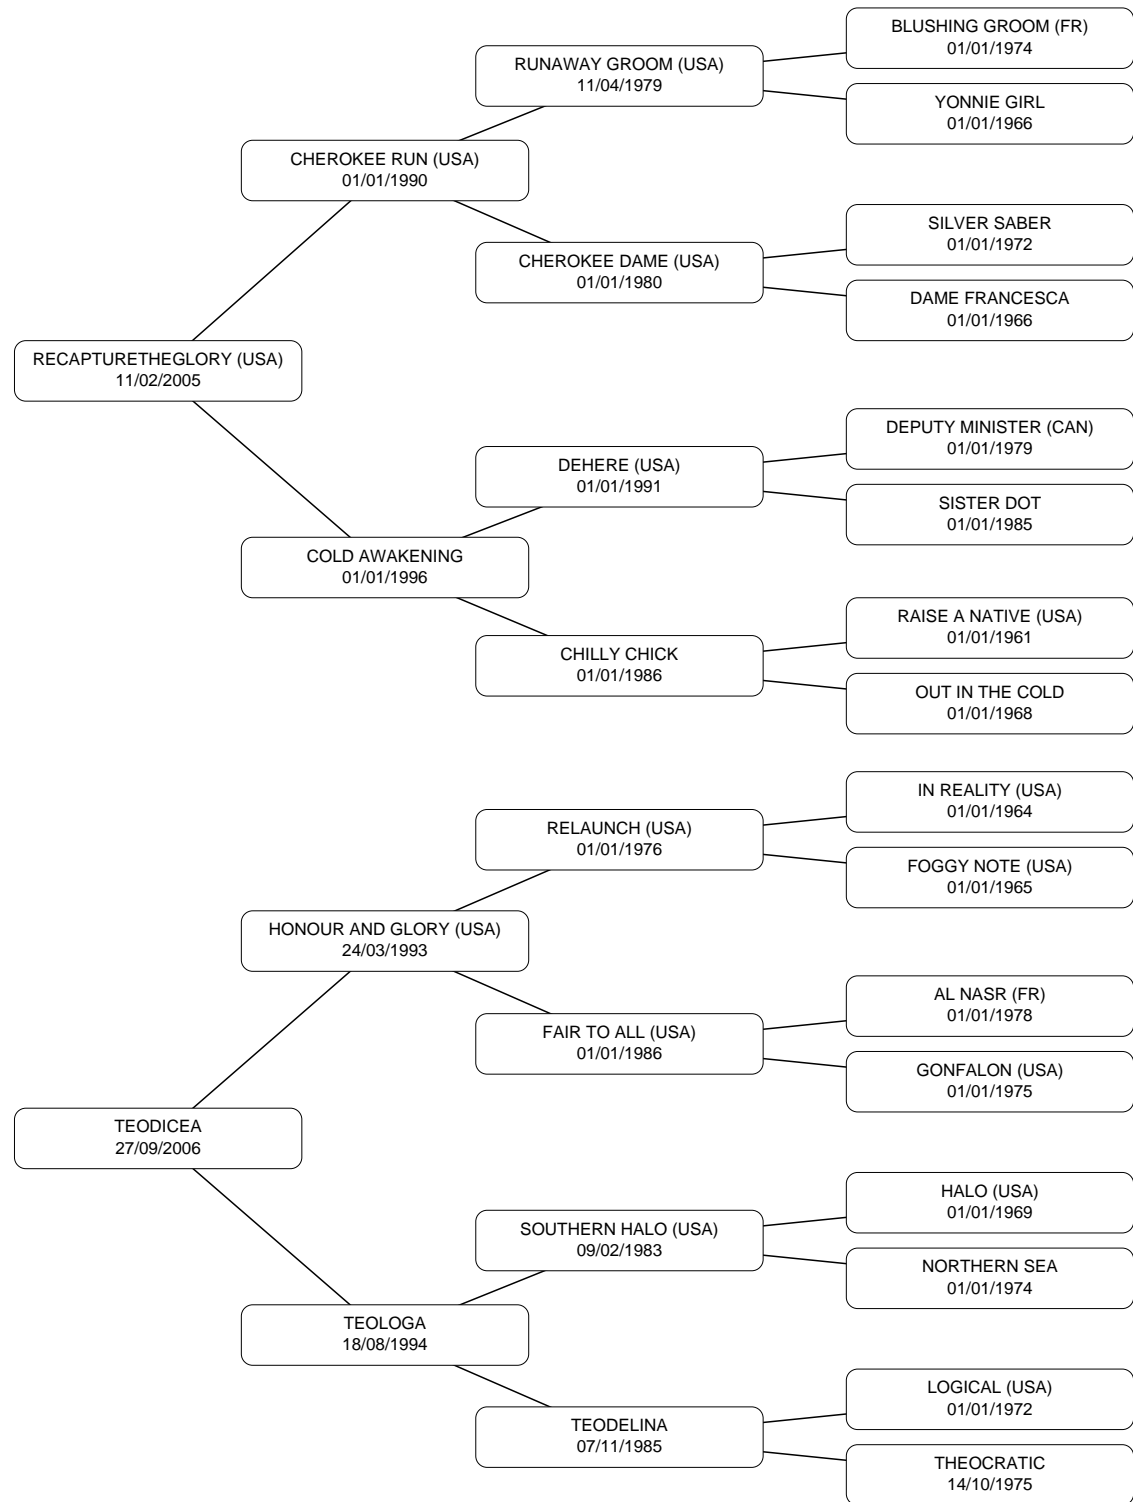 BLUSHING GROOM (FR)
01/01/1974
RUNAWAY GROOM (USA)
11/04/1979
YONNIE GIRL
01/01/1966
CHEROKEE RUN (USA)
01/01/1990
SILVER SABER
01/01/1972
CHEROKEE DAME (USA)
01/01/1980
DAME FRANCESCA
01/01/1966
RECAPTURETHEGLORY (USA)
11/02/2005
DEPUTY MINISTER (CAN)
01/01/1979
DEHERE (USA)
01/01/1991
SISTER DOT
01/01/1985
COLD AWAKENING
01/01/1996
RAISE A NATIVE (USA)
01/01/1961
CHILLY CHICK
01/01/1986
OUT IN THE COLD
01/01/1968
IN REALITY (USA)
01/01/1964
RELAUNCH (USA)
01/01/1976
FOGGY NOTE (USA)
01/01/1965
HONOUR AND GLORY (USA)
24/03/1993
AL NASR (FR)
01/01/1978
FAIR TO ALL (USA)
01/01/1986
GONFALON (USA)
01/01/1975
TEODICEA
27/09/2006
HALO (USA)
01/01/1969
SOUTHERN HALO (USA)
09/02/1983
NORTHERN SEA
01/01/1974
TEOLOGA
18/08/1994
LOGICAL (USA)
01/01/1972
TEODELINA
07/11/1985
THEOCRATIC
14/10/1975